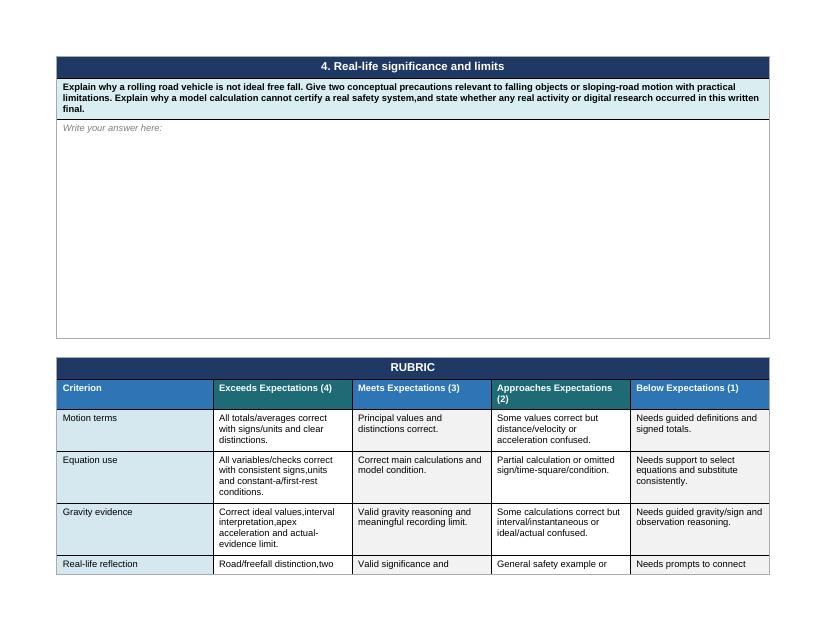 4. Real-life significance and limits
Explain why a rolling road vehicle is not ideal free fall. Give two conceptual precautions relevant to falling objects or sloping-road motion with practical
limitations. Explain why a model calculation cannot certify a real safety system,and state whether any real activity or digital research occurred in this written
final.
Write your answer here:
RUBRIC
Criterion
Exceeds Expectations (4)
Meets Expectations (3)
Approaches Expectations
(2)
Below Expectations (1)
Motion terms
All totals/averages correct
with signs/units and clear
distinctions.
Principal values and
distinctions correct.
Some values correct but
distance/velocity or
acceleration confused.
Needs guided definitions and
signed totals.
Equation use
All variables/checks correct
with consistent signs,units
and constant-a/first-rest
conditions.
Correct main calculations and
model condition.
Partial calculation or omitted
sign/time-square/condition.
Needs support to select
equations and substitute
consistently.
Gravity evidence
Correct ideal values,interval
interpretation,apex
acceleration and actual-
evidence limit.
Valid gravity reasoning and
meaningful recording limit.
Some calculations correct but
interval/instantaneous or
ideal/actual confused.
Needs guided gravity/sign and
observation reasoning.
Real-life reflection
Road/freefall distinction,two
Valid significance and
General safety example or
Needs prompts to connect